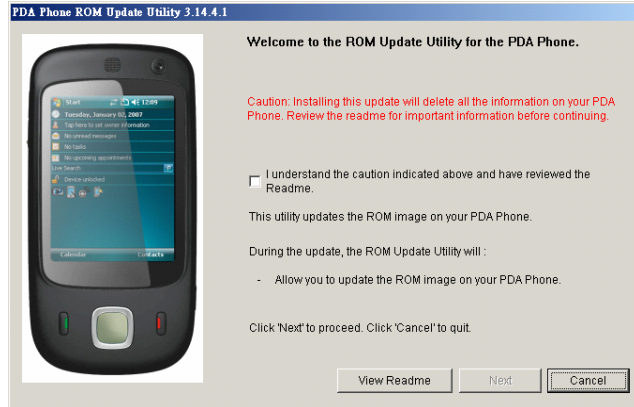 PDA Phone ROM Update Utility 3.14.4.1
Start 12:09
Tuesday, January 02, 2007
Tap here to set owner information
No unread messages
No tasks
No upcoming appointments
Live Search
Device unlocked
Calendar Contacts
Welcome to the ROM Update Utility for the PDA Phone.
Caution: Installing this update will delete all the information on your PDA
Phone. Review the readme for important information before continuing.
I understand the caution indicated above and have reviewed the
Readme.
This utility updates the ROM image on your PDA Phone.
During the update, the ROM Update Utility will :
- Allow you to update the ROM image on your PDA Phone.
Click 'Next' to proceed. Click 'Cancel' to quit.
View Readme Next Cancel